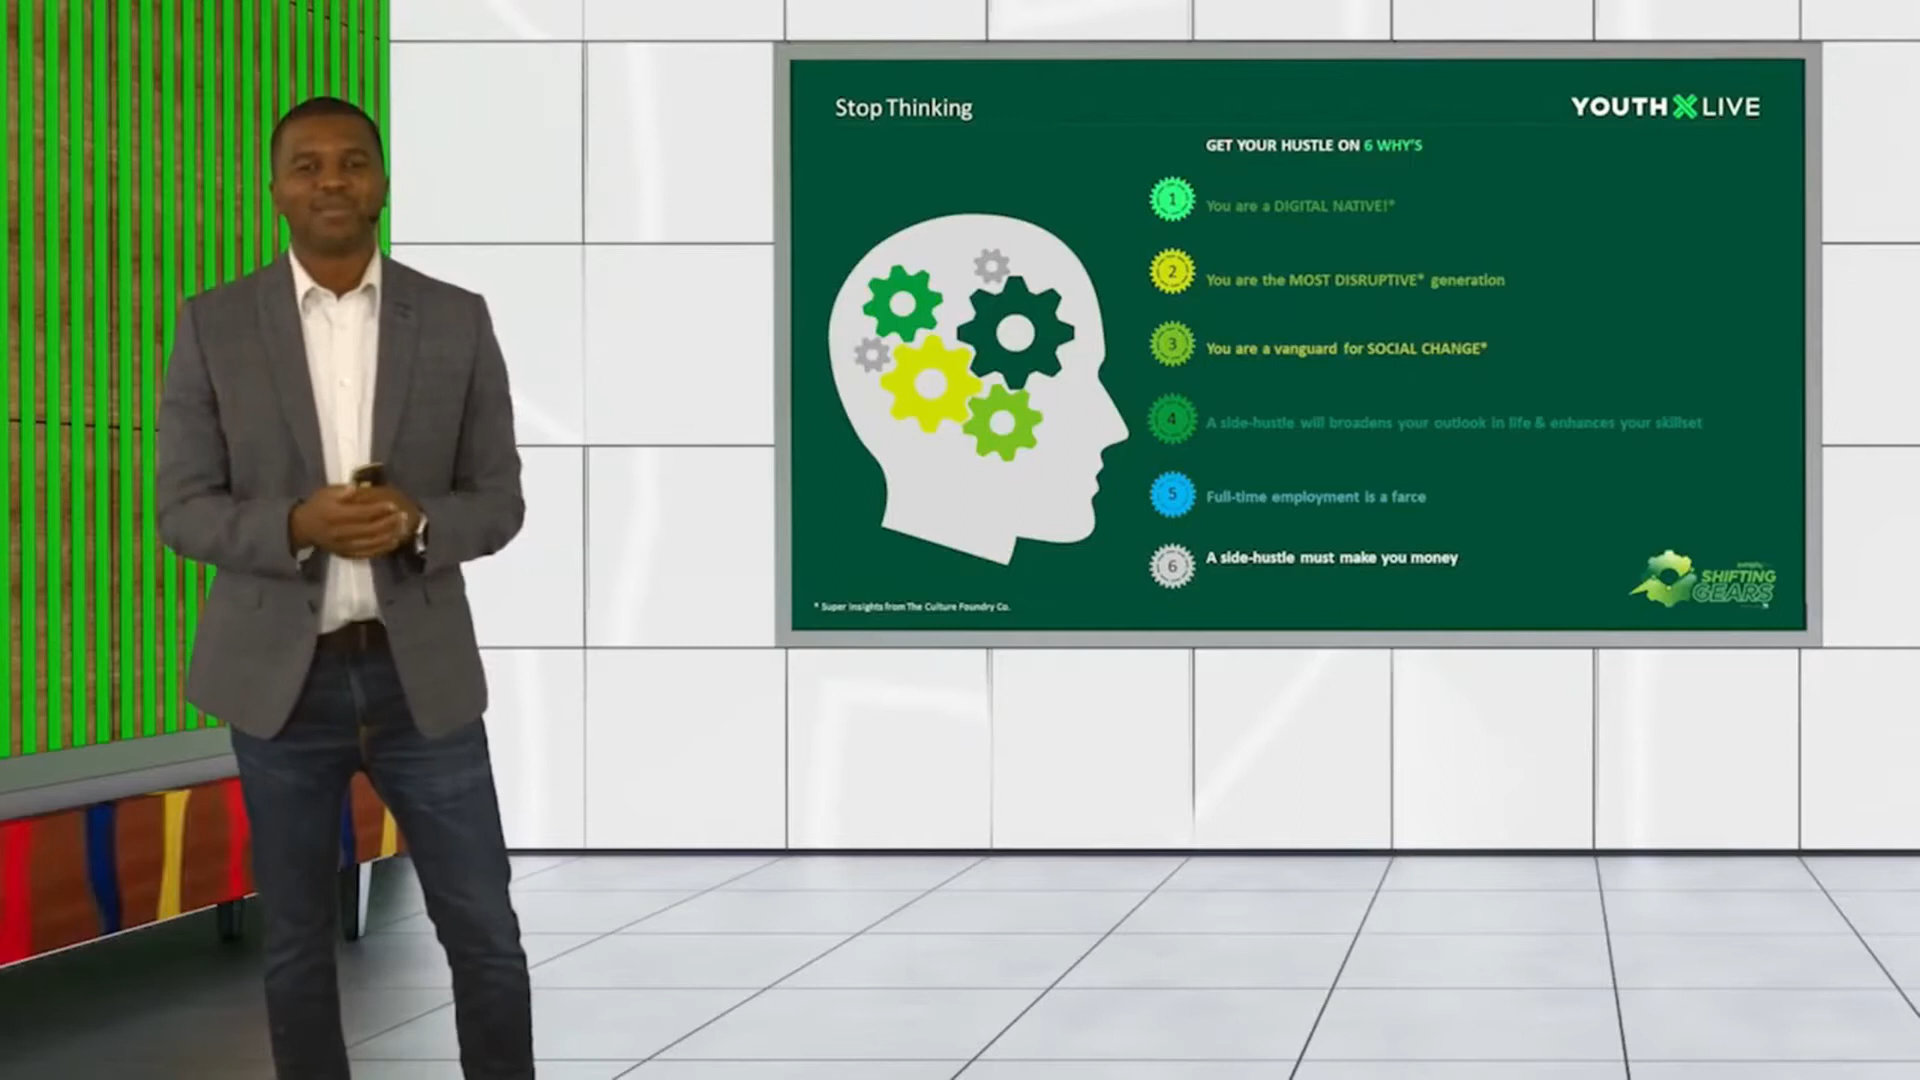 Stop Thinking
YOUTH X LIVE
GET YOUR HUSTLE ON 6 WHY'S
1
You are a DIGITAL NATIVE!*
2
You are the MOST DISRUPTIVE* generation
3
You are a vanguard for SOCIAL CHANGE*
4
A side-hustle will broadens your outlook in life & enhances your skillset
5
Full-time employment is a farce
6
A side-hustle must make you money
* Super Insights from The Culture Foundry Co.
SHIFTING
GEARS